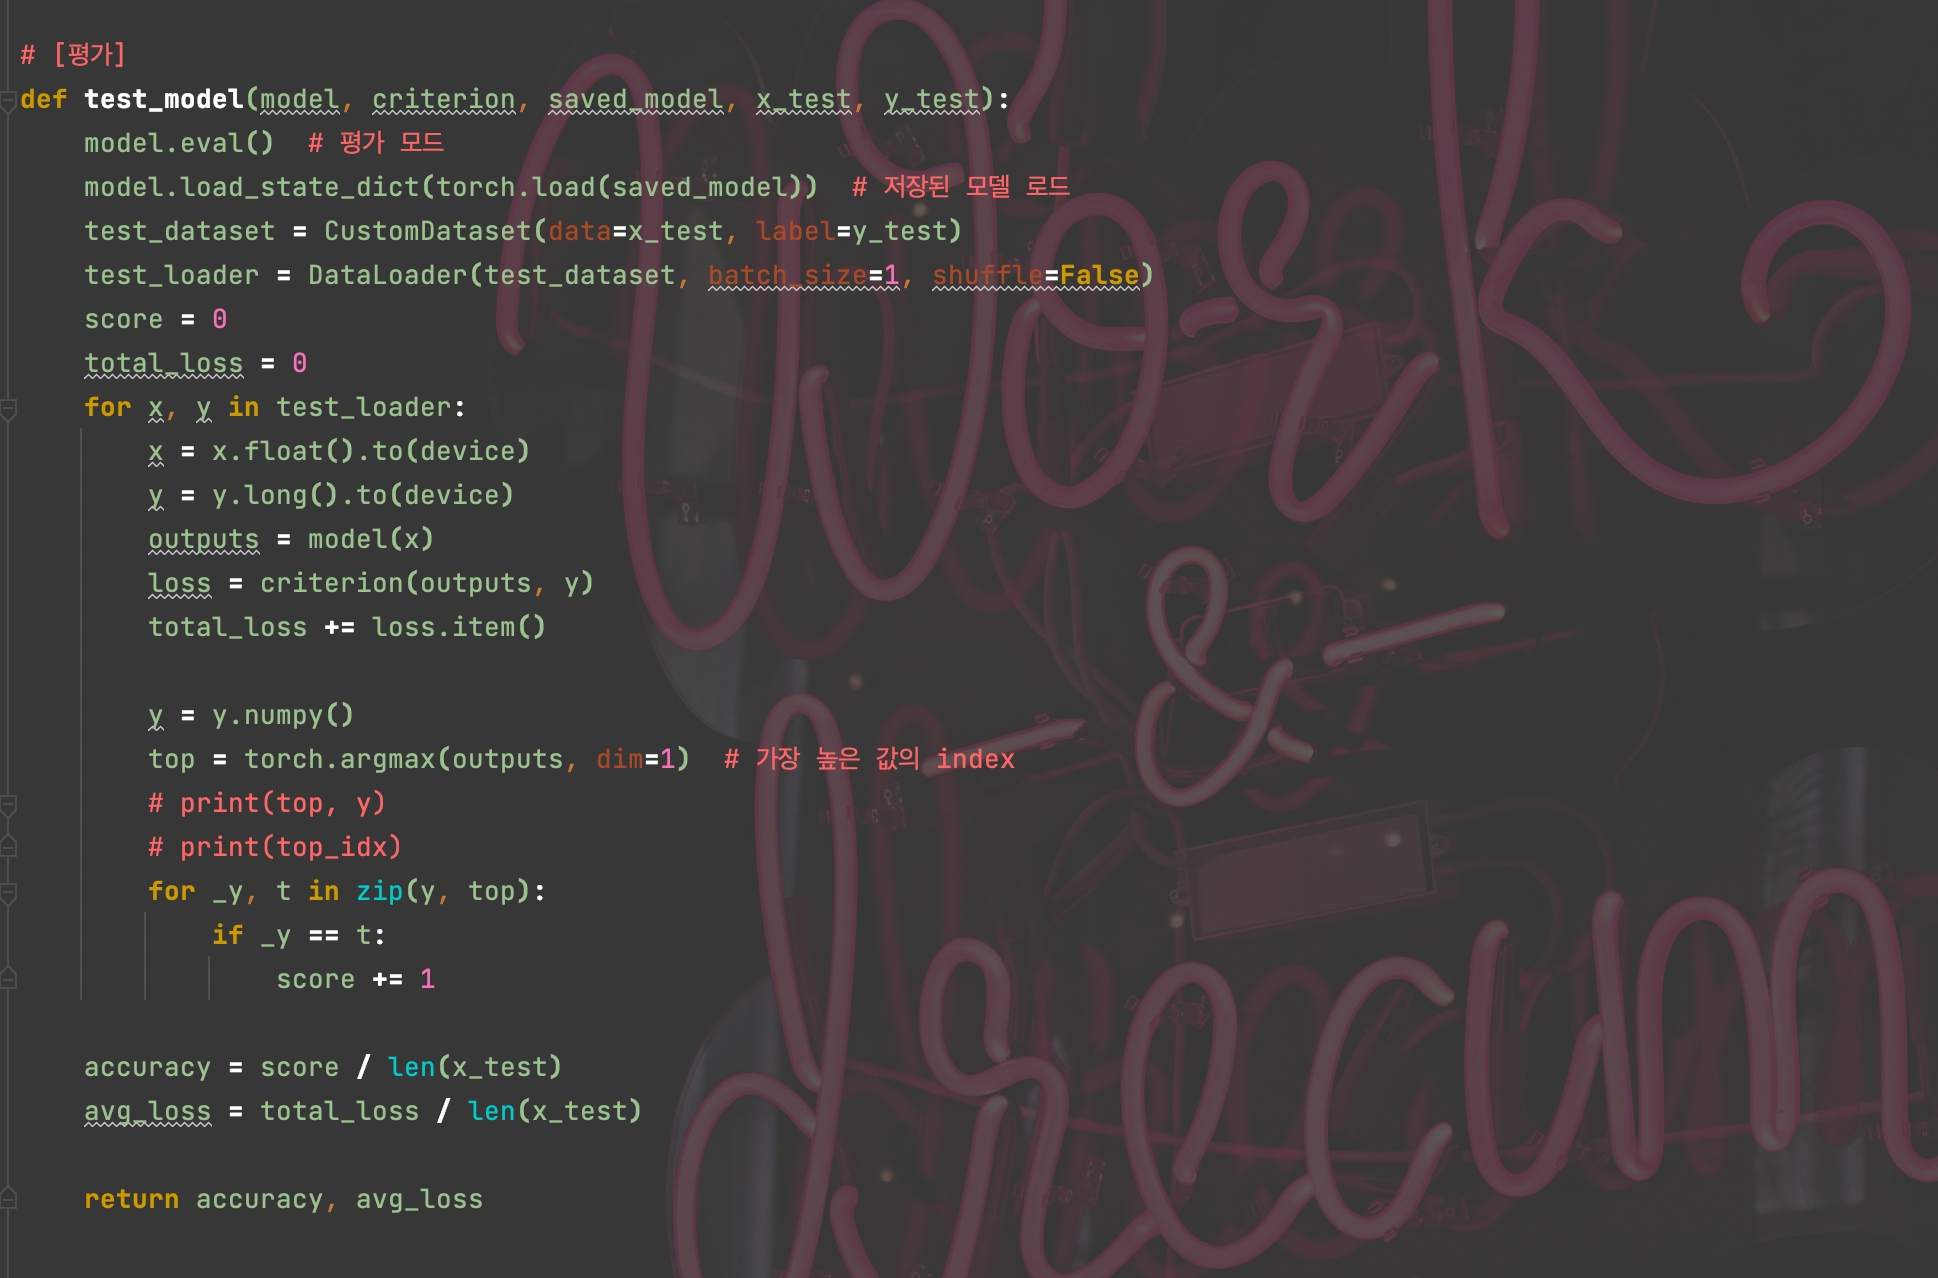 # [평가]
def test_model(model, criterion, saved_model, x_test, y_test):
    model.eval()  # 평가 모드
    model.load_state_dict(torch.load(saved_model))  # 저장된 모델 로드
    test_dataset = CustomDataset(data=x_test, label=y_test)
    test_loader = DataLoader(test_dataset, batch_size=1, shuffle=False)
    score = 0
    total_loss = 0
    for x, y in test_loader:
        x = x.float().to(device)
        y = y.long().to(device)
        outputs = model(x)
        loss = criterion(outputs, y)
        total_loss += loss.item()

        y = y.numpy()
        top = torch.argmax(outputs, dim=1)  # 가장 높은 값의 index
        # print(top, y)
        # print(top_idx)
        for _y, t in zip(y, top):
            if _y == t:
                score += 1

    accuracy = score / len(x_test)
    avg_loss = total_loss / len(x_test)

    return accuracy, avg_loss
Work
&
dream